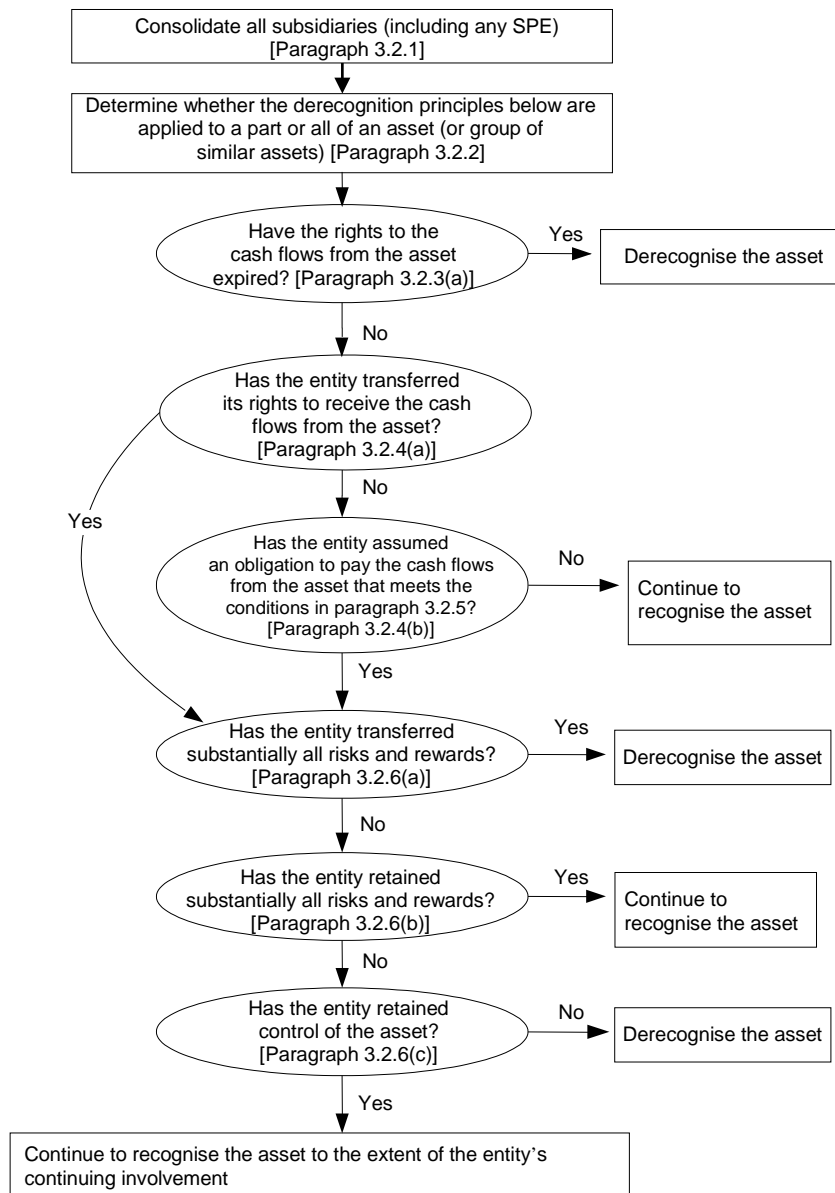 Consolidate all subsidiaries (including any SPE)
[Paragraph 3.2.1]
Determine whether the derecognition principles below are
applied to a part or all of an asset (or group of
similar assets) [Paragraph 3.2.2]
Have the rights to the
cash flows from the asset
expired? [Paragraph 3.2.3(a)]
Yes
Derecognise the asset
No
Has the entity transferred
its rights to receive the cash
flows from the asset?
[Paragraph 3.2.4(a)]
Yes
No
Has the entity assumed
an obligation to pay the cash flows
from the asset that meets the
conditions in paragraph 3.2.5?
[Paragraph 3.2.4(b)]
No
Continue to
recognise the asset
Yes
Has the entity transferred
substantially all risks and rewards?
[Paragraph 3.2.6(a)]
Yes
Derecognise the asset
No
Has the entity retained
substantially all risks and rewards?
[Paragraph 3.2.6(b)]
Yes
Continue to
recognise the asset
No
Has the entity retained
control of the asset?
[Paragraph 3.2.6(c)]
No
Derecognise the asset
Yes
Continue to recognise the asset to the extent of the entity’s
continuing involvement